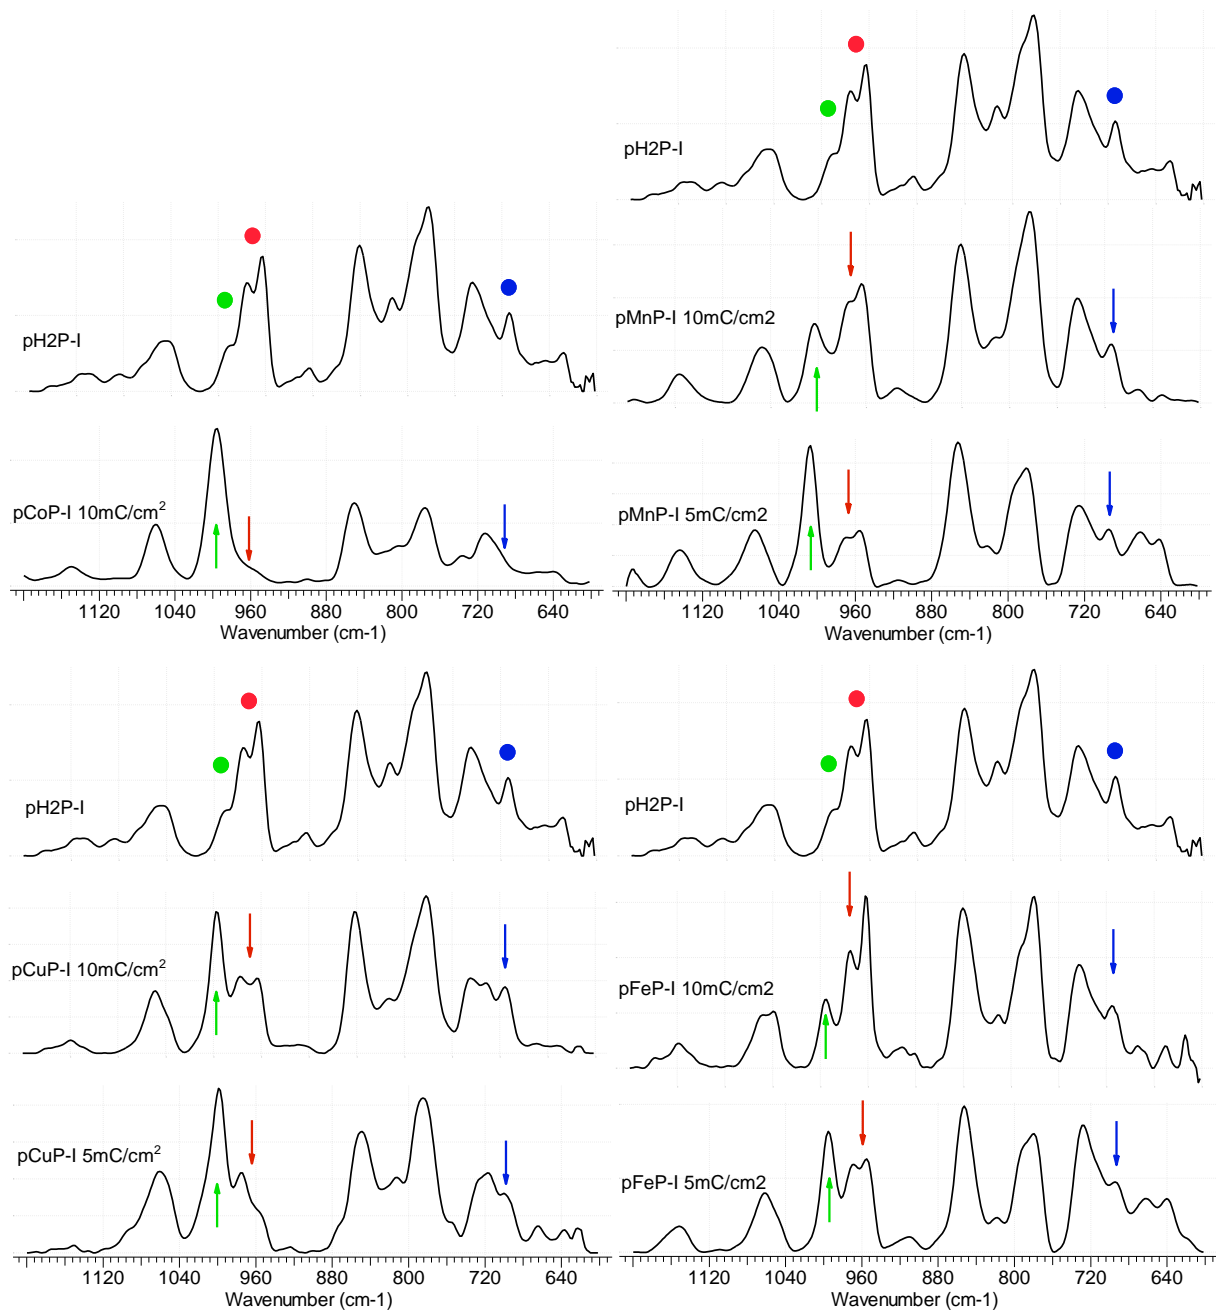 pH2P-I
pCoP-I 10mC/cm2
1120 1040 960 880 800 720 640
Wavenumber (cm-1)
pH2P-I
pMnP-I 10mC/cm2
pMnP-I 5mC/cm2
1120 1040 960 880 800 720 640
Wavenumber (cm-1)
pH2P-I
pCuP-I 10mC/cm2
pCuP-I 5mC/cm2
1120 1040 960 880 800 720 640
Wavenumber (cm-1)
pH2P-I
pFeP-I 10mC/cm2
pFeP-I 5mC/cm2
1120 1040 960 880 800 720 640
Wavenumber (cm-1)